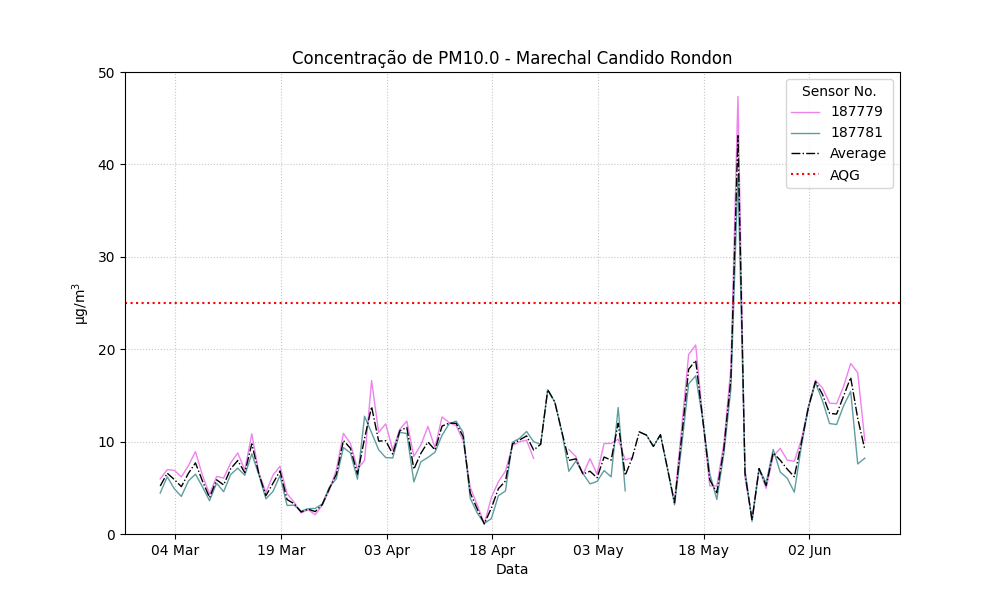 Concentração de PM10.0 - Marechal Candido Rondon
50
40
30
20
10
0
µg/m³
Sensor No.
187779
187781
Average
AQG
04 Mar
19 Mar
03 Apr
18 Apr
03 May
18 May
02 Jun
Data